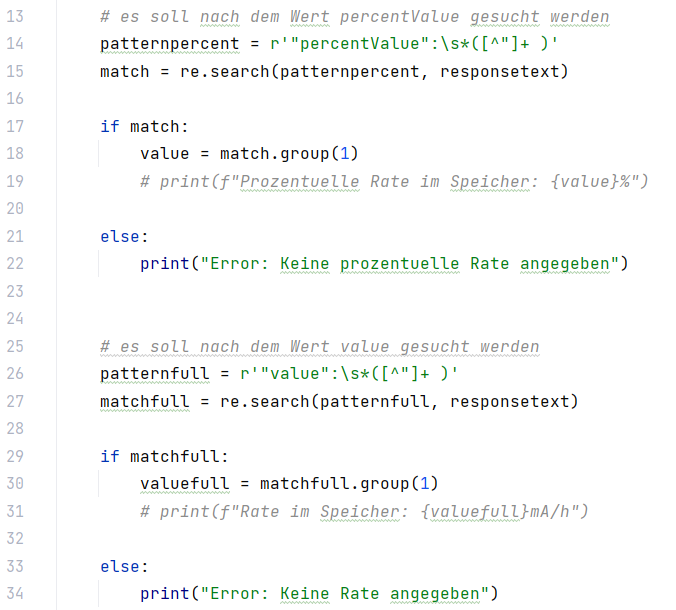 13 # es soll nach dem Wert percentValue gesucht werden
14 patternpercent = r'"percentValue":\s*([^"]+ )'
15 match = re.search(patternpercent, responsetext)
16
17 if match:
18 value = match.group(1)
19 # print(f"Prozentuelle Rate im Speicher: {value}%")
20
21 else:
22 print("Error: Keine prozentuelle Rate angegeben")
23
24
25 # es soll nach dem Wert value gesucht werden
26 patternfull = r'"value":\s*([^"]+ )'
27 matchfull = re.search(patternfull, responsetext)
28
29 if matchfull:
30 valuefull = matchfull.group(1)
31 # print(f"Rate im Speicher: {valuefull}mA/h")
32
33 else:
34 print("Error: Keine Rate angegeben")